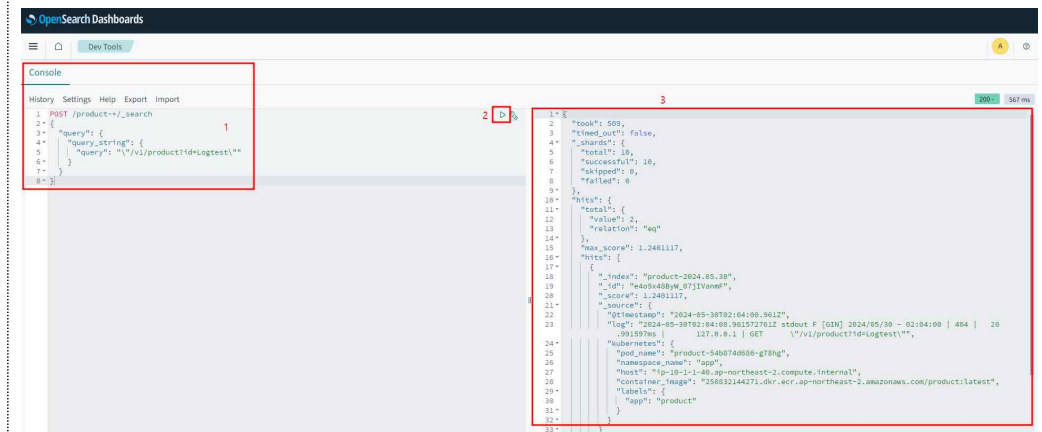 OpenSearch Dashboards
Dev Tools
A
Console
History Settings Help Export Import
200 - 567 ms
1 POST /product-*/_search
2 {
3 "query": {
4 "query_string": {
5 "query": "\"/v1/product?id=Logtest\""
6 }
7 }
8 }
1
2
3
1 {
2 "took": 509,
3 "timed_out": false,
4 "_shards": {
5 "total": 10,
6 "successful": 10,
7 "skipped": 0,
8 "failed": 0
9 },
10 "hits": {
11 "total": {
12 "value": 2,
13 "relation": "eq"
14 },
15 "max_score": 1.2401117,
16 "hits": [
17 {
18 "_index": "product-2024.05.30",
19 "_id": "e4o9x48ByW_07jIVanmF",
20 "_score": 1.2401117,
21 "_source": {
22 "@timestamp": "2024-05-30T02:04:00.961Z",
23 "log": "2024-05-30T02:04:00.961572761Z stdout F [GIN] 2024/05/30 - 02:04:00 | 404 | 26
.991597ms | 127.0.0.1 | GET \"/v1/product?id=Logtest\"",
24 "kubernetes": {
25 "pod_name": "product-54b874d686-g78hg",
26 "namespace_name": "app",
27 "host": "ip-10-1-1-40.ap-northeast-2.compute.internal",
28 "container_image": "250832144271.dkr.ecr.ap-northeast-2.amazonaws.com/product:latest",
29 "labels": {
30 "app": "product"
31 }
32 }
33 }